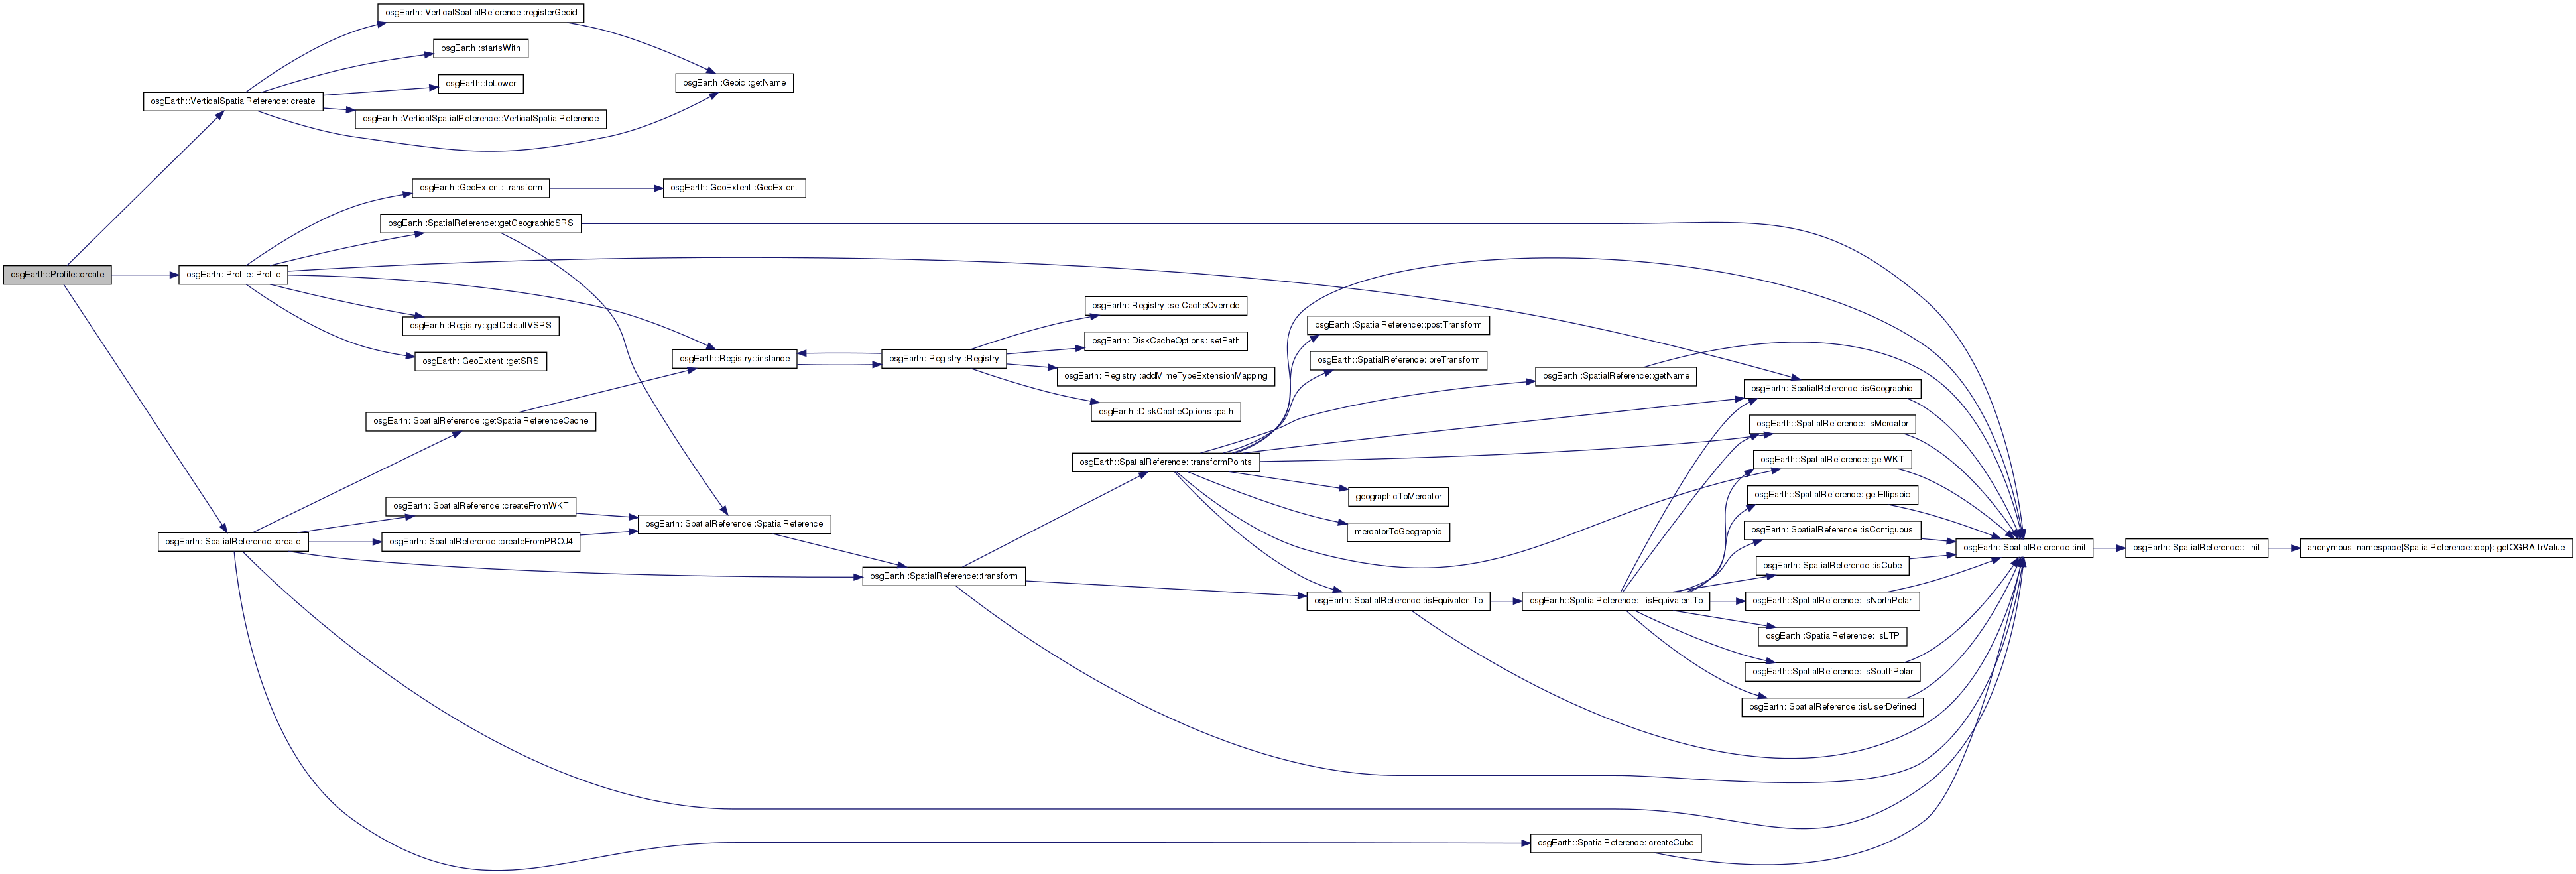 osgEarth::VerticalSpatialReference::registerGeoid
osgEarth::startsWith
osgEarth::toLower
osgEarth::Geoid::getName
osgEarth::VerticalSpatialReference::create
osgEarth::VerticalSpatialReference::VerticalSpatialReference
osgEarth::GeoExtent::transform
osgEarth::GeoExtent::GeoExtent
osgEarth::SpatialReference::getGeographicSRS
osgEarth::Profile::create
osgEarth::Profile::Profile
osgEarth::Registry::setCacheOverride
osgEarth::Registry::getDefaultVSRS
osgEarth::SpatialReference::postTransform
osgEarth::DiskCacheOptions::setPath
osgEarth::GeoExtent::getSRS
osgEarth::Registry::instance
osgEarth::Registry::Registry
osgEarth::SpatialReference::preTransform
osgEarth::Registry::addMimeTypeExtensionMapping
osgEarth::SpatialReference::getName
osgEarth::SpatialReference::isGeographic
osgEarth::DiskCacheOptions::path
osgEarth::SpatialReference::getSpatialReferenceCache
osgEarth::SpatialReference::isMercator
osgEarth::SpatialReference::transformPoints
osgEarth::SpatialReference::getWKT
geographicToMercator
osgEarth::SpatialReference::getEllipsoid
osgEarth::SpatialReference::createFromWKT
osgEarth::SpatialReference::SpatialReference
mercatorToGeographic
osgEarth::SpatialReference::isContiguous
osgEarth::SpatialReference::create
osgEarth::SpatialReference::createFromPROJ4
osgEarth::SpatialReference::init
osgEarth::SpatialReference::_init
anonymous_namespace{SpatialReference::cpp}::getOGRAttrValue
osgEarth::SpatialReference::isCube
osgEarth::SpatialReference::transform
osgEarth::SpatialReference::isEquivalentTo
osgEarth::SpatialReference::_isEquivalentTo
osgEarth::SpatialReference::isNorthPolar
osgEarth::SpatialReference::isLTP
osgEarth::SpatialReference::isSouthPolar
osgEarth::SpatialReference::isUserDefined
osgEarth::SpatialReference::createCube